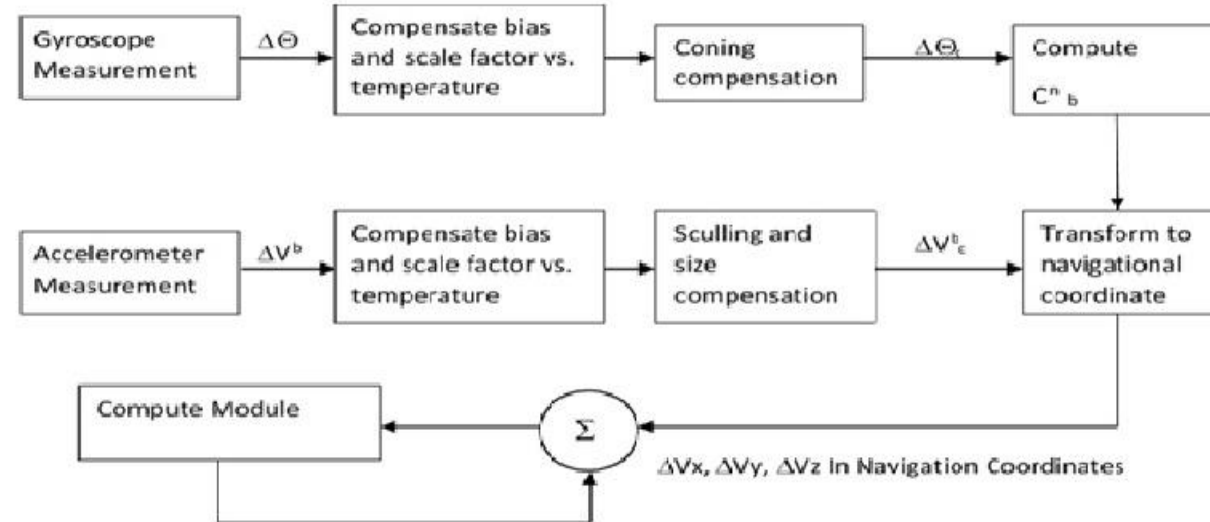 Gyroscope
Measurement
ΔΘ
Compensate bias
and scale factor vs.
temperature
Coning
compensation
ΔΘ
Compute
Cⁿ b
Accelerometer
Measurement
ΔVᵇ
Compensate bias
and scale factor vs.
temperature
Sculling and
size
compensation
ΔVᵇc
Transform to
navigational
coordinate
Compute Module
Σ
ΔVx, ΔVy, ΔVz In Navigation Coordinates